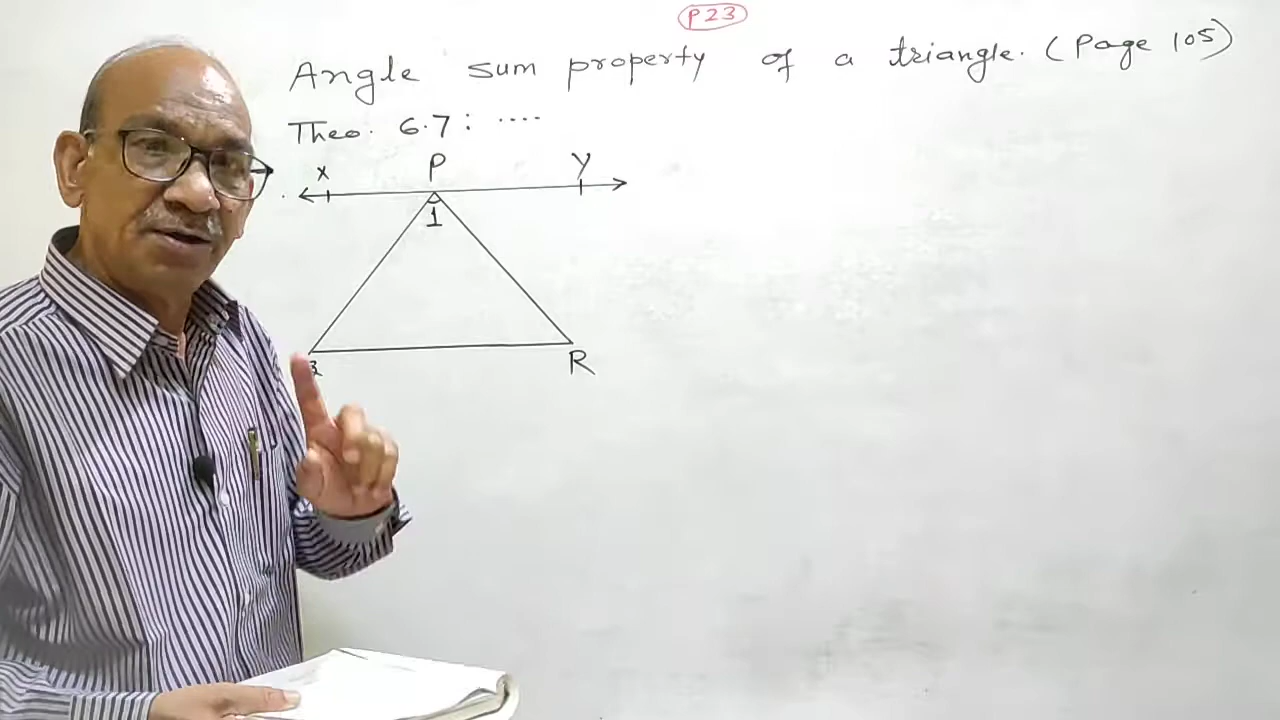 P23
Angle sum property of a triangle. (Page 105)
Theo. 6.7: ....
x P y
1
R